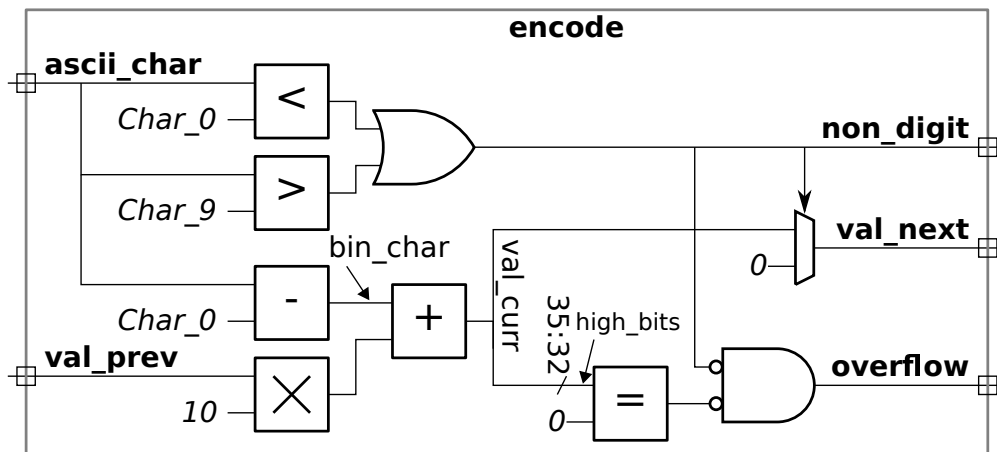 encode
ascii_char
<
Char_0
non_digit
>
Char_9
val_next
bin_char
val_curr
0
-
Char_0
+
35:32
high_bits
val_prev
overflow
10
=
0